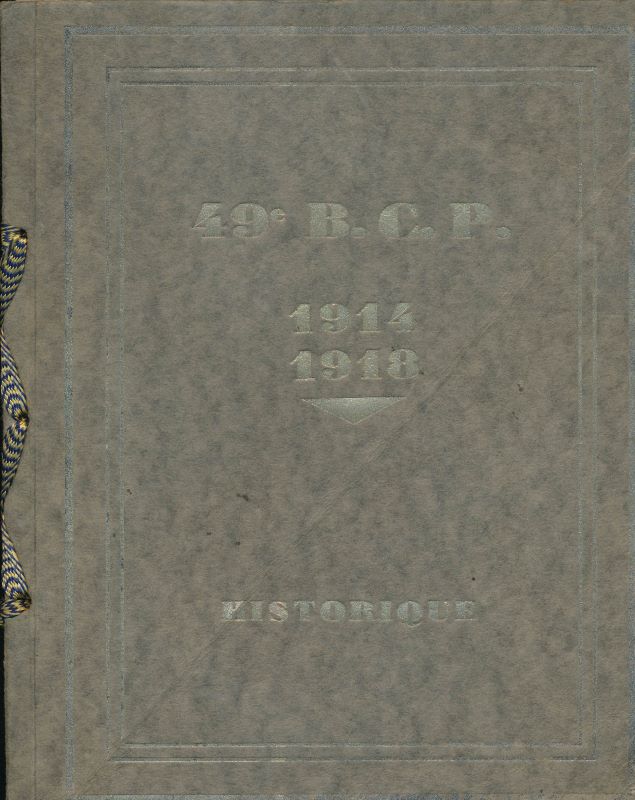 49e B. C. P.
1914
1918
HISTORIQUE